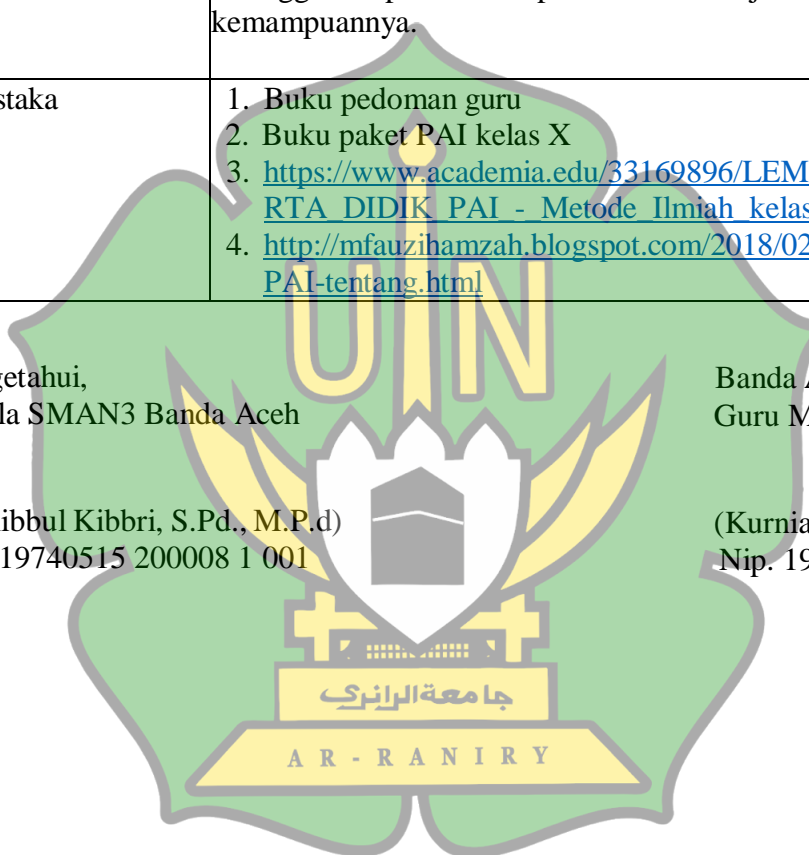 kemampuannya.
staka
1. Buku pedoman guru
2. Buku paket PAI kelas X
3. https://www.academia.edu/33169896/LEM
RTA_DIDIK_PAI_-_Metode_Ilmiah_kelas
4. http://mfauzihamzah.blogspot.com/2018/02
PAI-tentang.html
UIN
getahui,
la SMAN3 Banda Aceh
Banda
Guru M
ibbul Kibbri, S.Pd., M.P.d)
19740515 200008 1 001
(Kurnia
Nip. 19
جامعة الرانري
AR-RANIRY